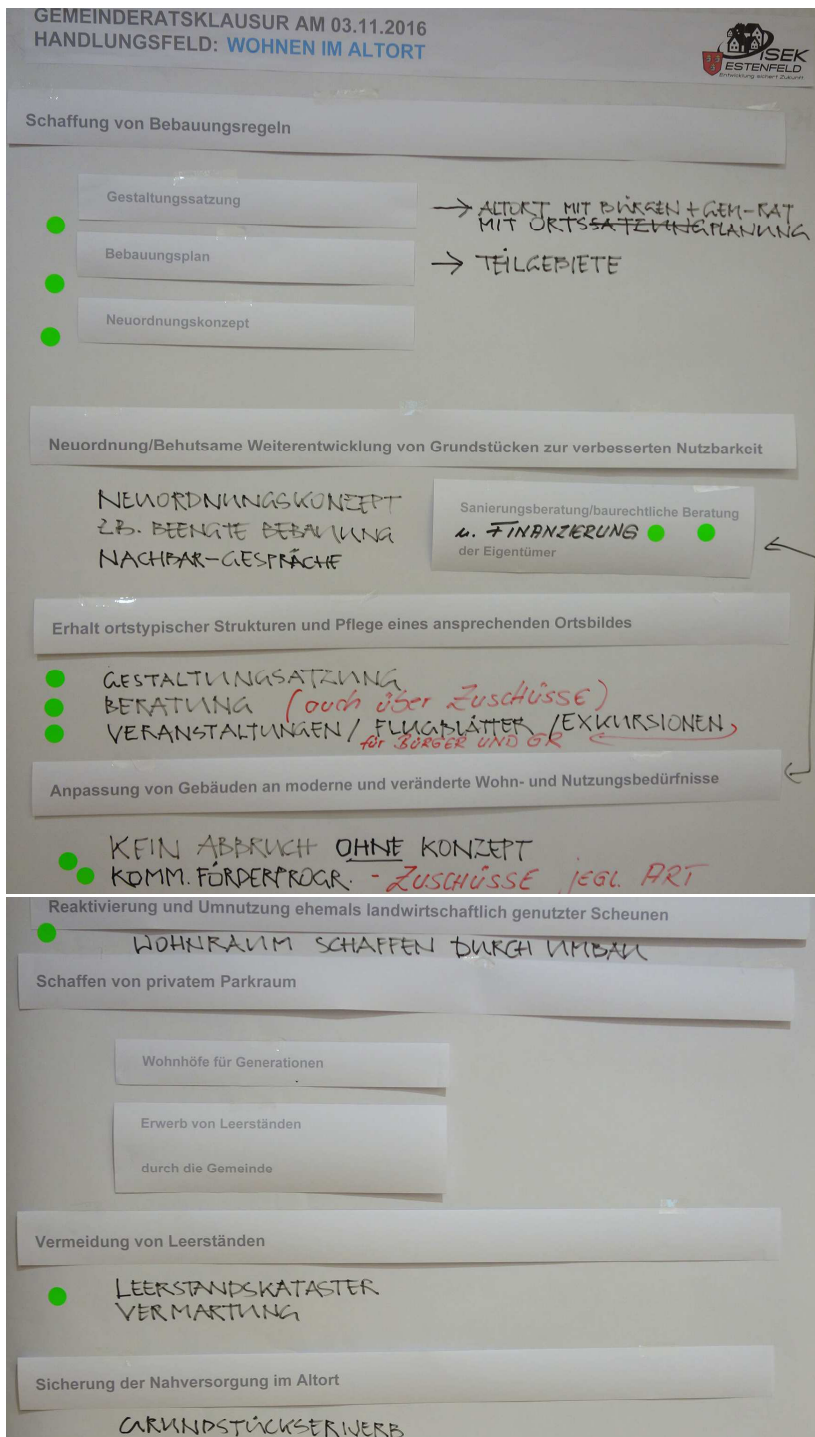 GEMEINDERATSKLAUSUR AM 03.11.2016
HANDLUNGSFELD: WOHNEN IM ALTORT
ISEK
ESTENFELD
Entwicklung sichert Zukunft
Schaffung von Bebauungsregeln
Gestaltungssatzung
→ ALTORT MIT BÜRGEN + GEM-RAT
MIT ORTSSATZUNGPLANUNG
Bebauungsplan
→ TEILGEBIETE
Neuordnungskonzept
Neuordnung/Behutsame Weiterentwicklung von Grundstücken zur verbesserten Nutzbarkeit
NEUORDNUNGSKONZEPT
Z.B. BEENGTE BEBAUUNG
NACHBAR-GESPRÄCHE
Sanierungsberatung/baurechtliche Beratung
u. FINANZIERUNG
der Eigentümer
Erhalt ortstypischer Strukturen und Pflege eines ansprechenden Ortsbildes
GESTALTUNGSATZUNG
BERATUNG (auch über ZUSCHÜSSE)
VERANSTALTUNGEN / FLUGBLÄTTER / EXKURSIONEN
für BÜRGER UND GR
Anpassung von Gebäuden an moderne und veränderte Wohn- und Nutzungsbedürfnisse
KEIN ABBRUCH OHNE KONZEPT
KOMM. FÖRDERPROGR. - ZUSCHÜSSE JEGL. ART
Reaktivierung und Umnutzung ehemals landwirtschaftlich genutzter Scheunen
WOHNRAUM SCHAFFEN DURCH UMBAU
Schaffen von privatem Parkraum
Wohnhöfe für Generationen
Erwerb von Leerständen
durch die Gemeinde
Vermeidung von Leerständen
LEERSTANDSKATASTER
VERMARTUNG
Sicherung der Nahversorgung im Altort
GRUNDSTÜCKSERWERB